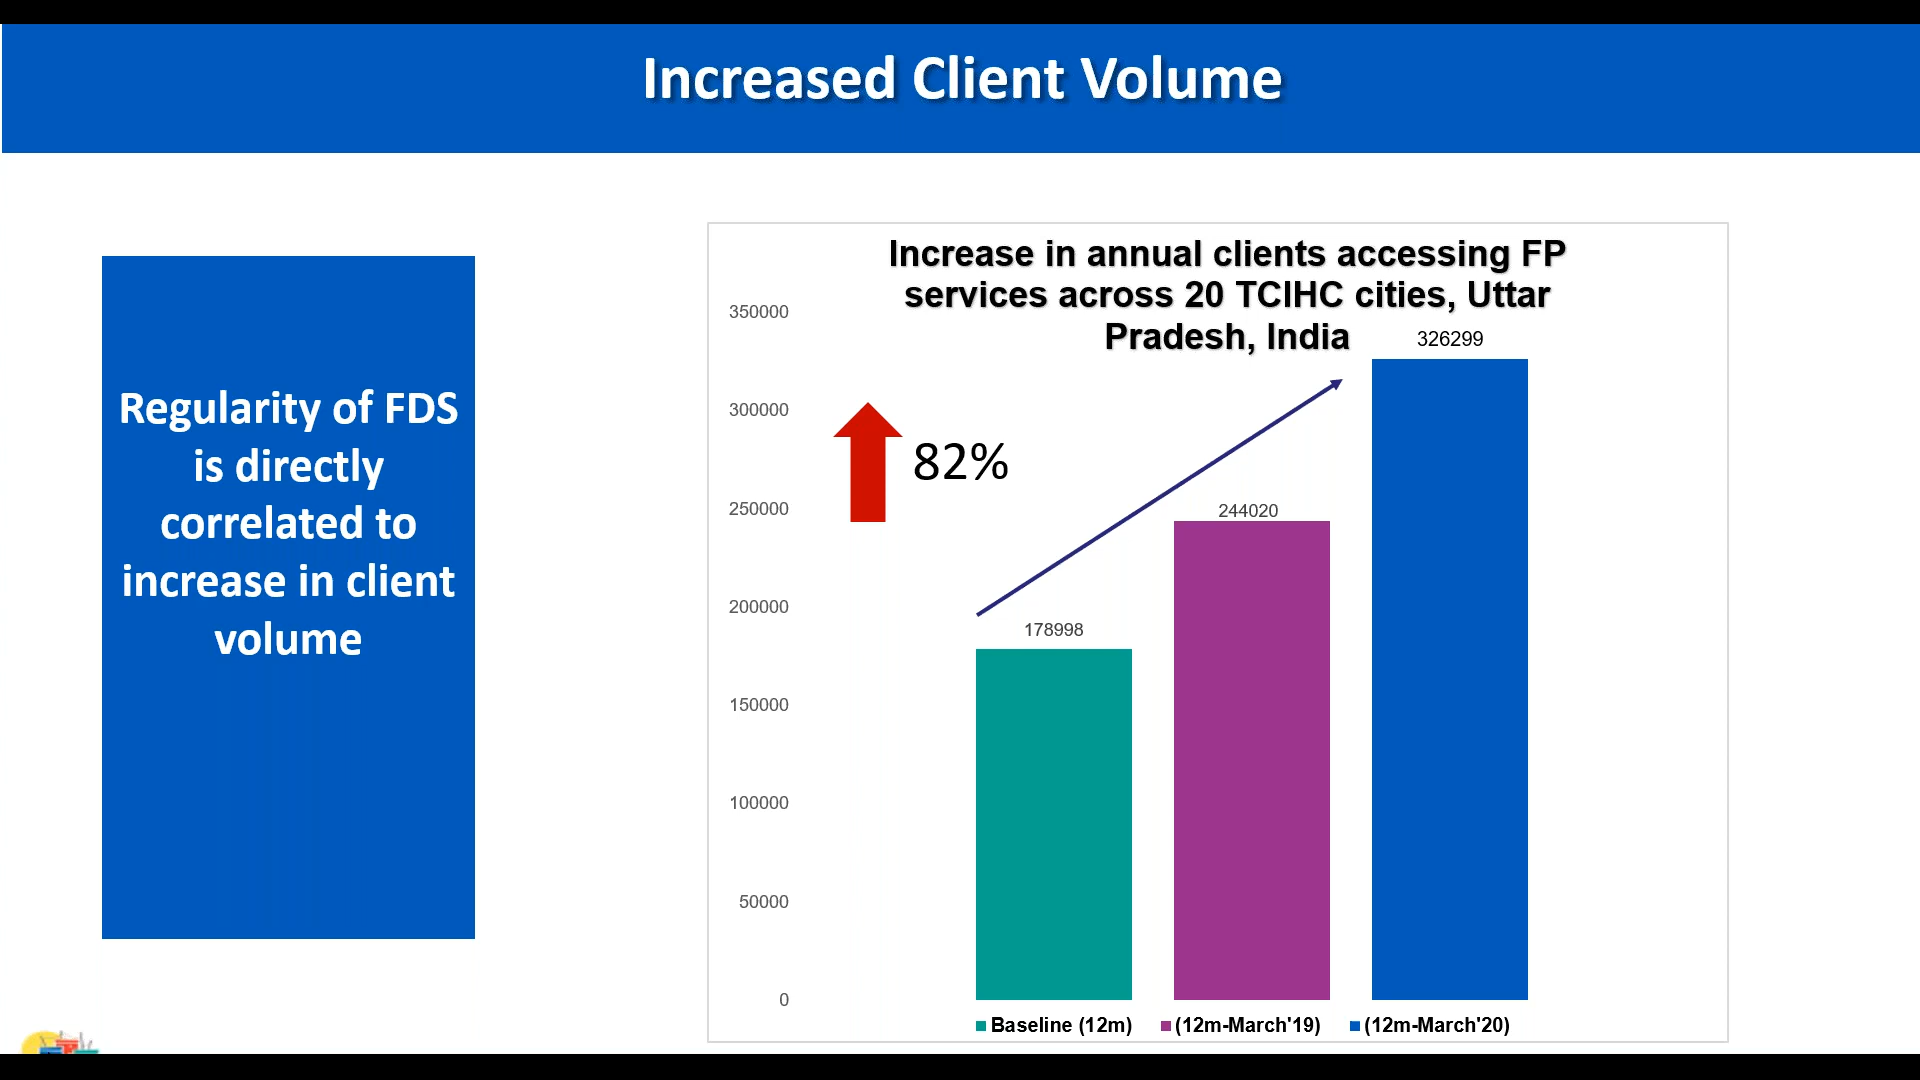 Increased Client Volume
Regularity of FDS
is directly
correlated to
increase in client
volume
Increase in annual clients accessing FP
services across 20 TCIHC cities, Uttar
Pradesh, India
350000
300000
250000
200000
150000
100000
50000
0
82%
178998
244020
326299
Baseline (12m)
(12m-March'19)
(12m-March'20)